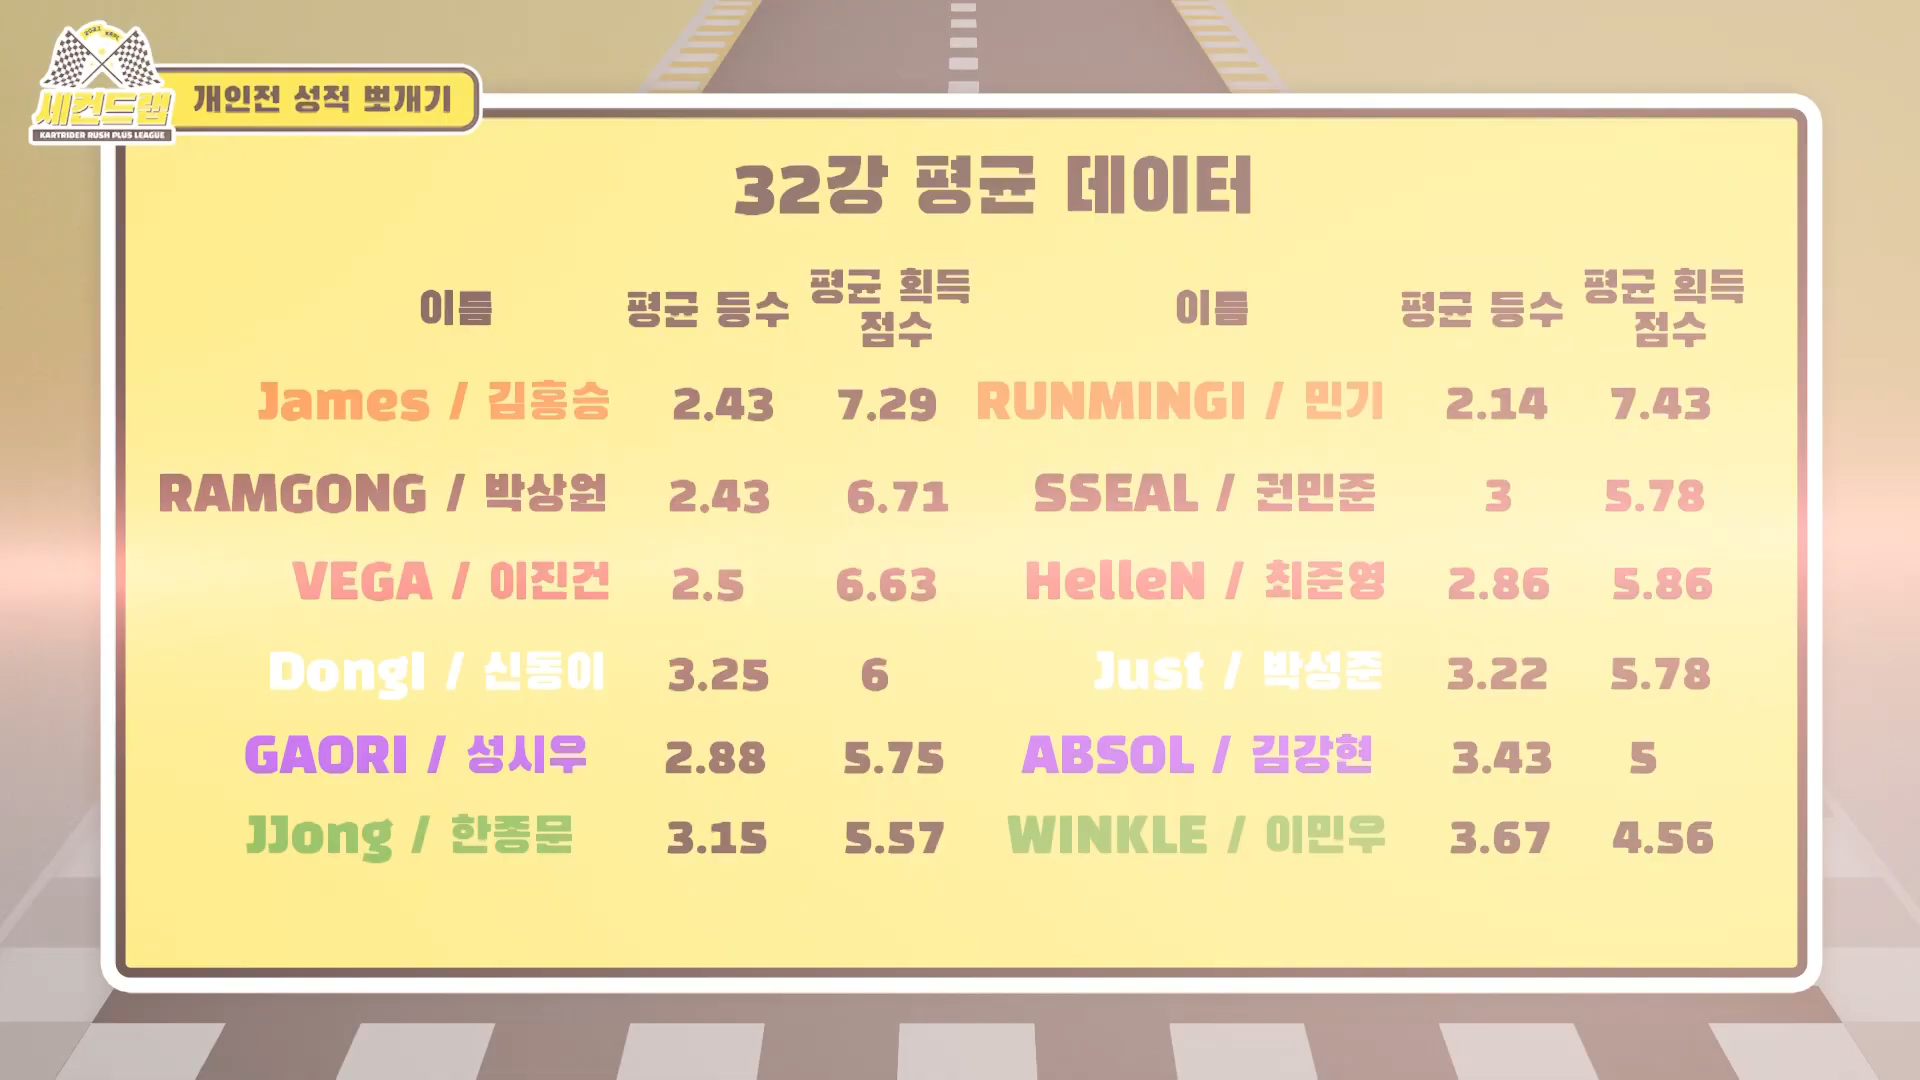 2023 KRPL
세컨드랩
KARTRIDER RUSH PLUS LEAGUE
개인전 성적 뽀개기
32강 평균 데이터
이름 평균 등수 평균 획득 점수 이름 평균 등수 평균 획득 점수
James / 김홍승 2.43 7.29 RUNMINGI / 민기 2.14 7.43
RAMGONG / 박상원 2.43 6.71 SSEAL / 권민준 3 5.78
VEGA / 이진건 2.5 6.63 HelleN / 최준영 2.86 5.86
DongI / 신동이 3.25 6 Just / 박성준 3.22 5.78
GAORI / 성시우 2.88 5.75 ABSOL / 김강현 3.43 5
JJong / 한종문 3.15 5.57 WINKLE / 이민우 3.67 4.56